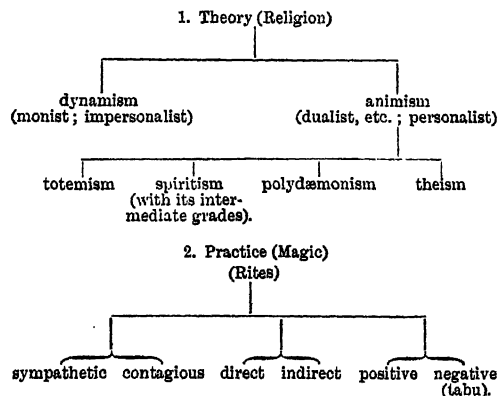 1. Theory (Religion)
dynamism animism
(monist; impersonalist) (dualist, etc.; personalist)
totemism spiritism polydæmonism theism
(with its inter-
mediate grades).
2. Practice (Magic)
(Rites)
sympathetic contagious direct indirect positive negative
(tabu).